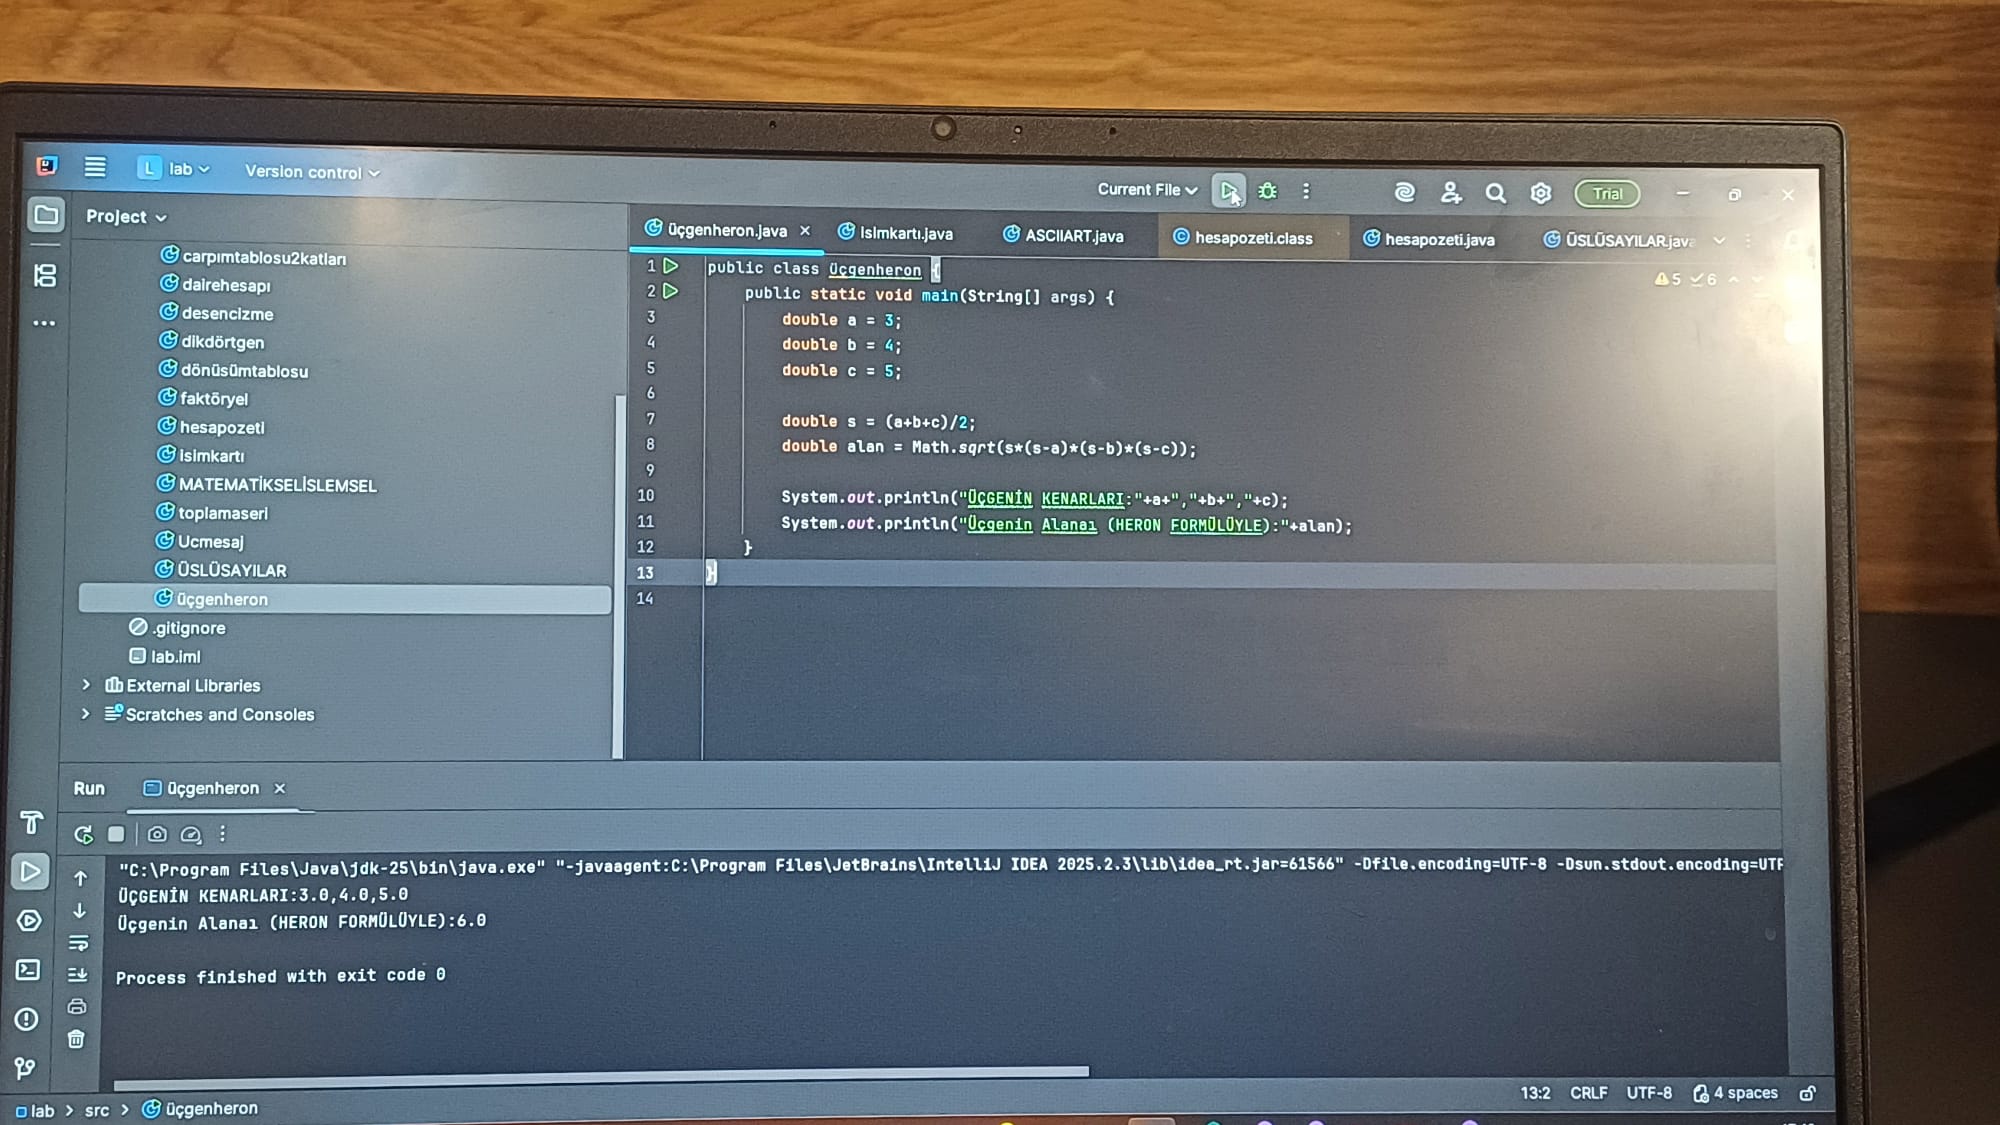 L lab Version control
Current File Trial
Project
üçgenheron.java
isimkartı.java
ASCIIART.java
hesapozeti.class
hesapozeti.java
ÜSLÜSAYILAR.java
carpımtablosu2katları
dairehesapı
desencizme
dikdörtgen
dönüsümtablosu
faktöryel
hesapozeti
isimkartı
MATEMATİKSELİSLEMSEL
toplamaseri
Ucmesaj
ÜSLÜSAYILAR
üçgenheron
.gitignore
lab.iml
External Libraries
Scratches and Consoles
5 6
1 public class üçgenheron {
2 public static void main(String[] args) {
3 double a = 3;
4 double b = 4;
5 double c = 5;
6
7 double s = (a+b+c)/2;
8 double alan = Math.sqrt(s*(s-a)*(s-b)*(s-c));
9
10 System.out.println("ÜÇGENİN KENARLARI:"+a+","+b+","+c);
11 System.out.println("Üçgenin Alanaı (HERON FORMÜLÜYLE):"+alan);
12 }
13 }
14
Run üçgenheron
"C:\Program Files\Java\jdk-25\bin\java.exe" "-javaagent:C:\Program Files\JetBrains\IntelliJ IDEA 2025.2.3\lib\idea_rt.jar=61566" -Dfile.encoding=UTF-8 -Dsun.stdout.encoding=UTF
ÜÇGENİN KENARLARI:3.0,4.0,5.0
Üçgenin Alanaı (HERON FORMÜLÜYLE):6.0
Process finished with exit code 0
lab > src > üçgenheron
13:2 CRLF UTF-8 4 spaces